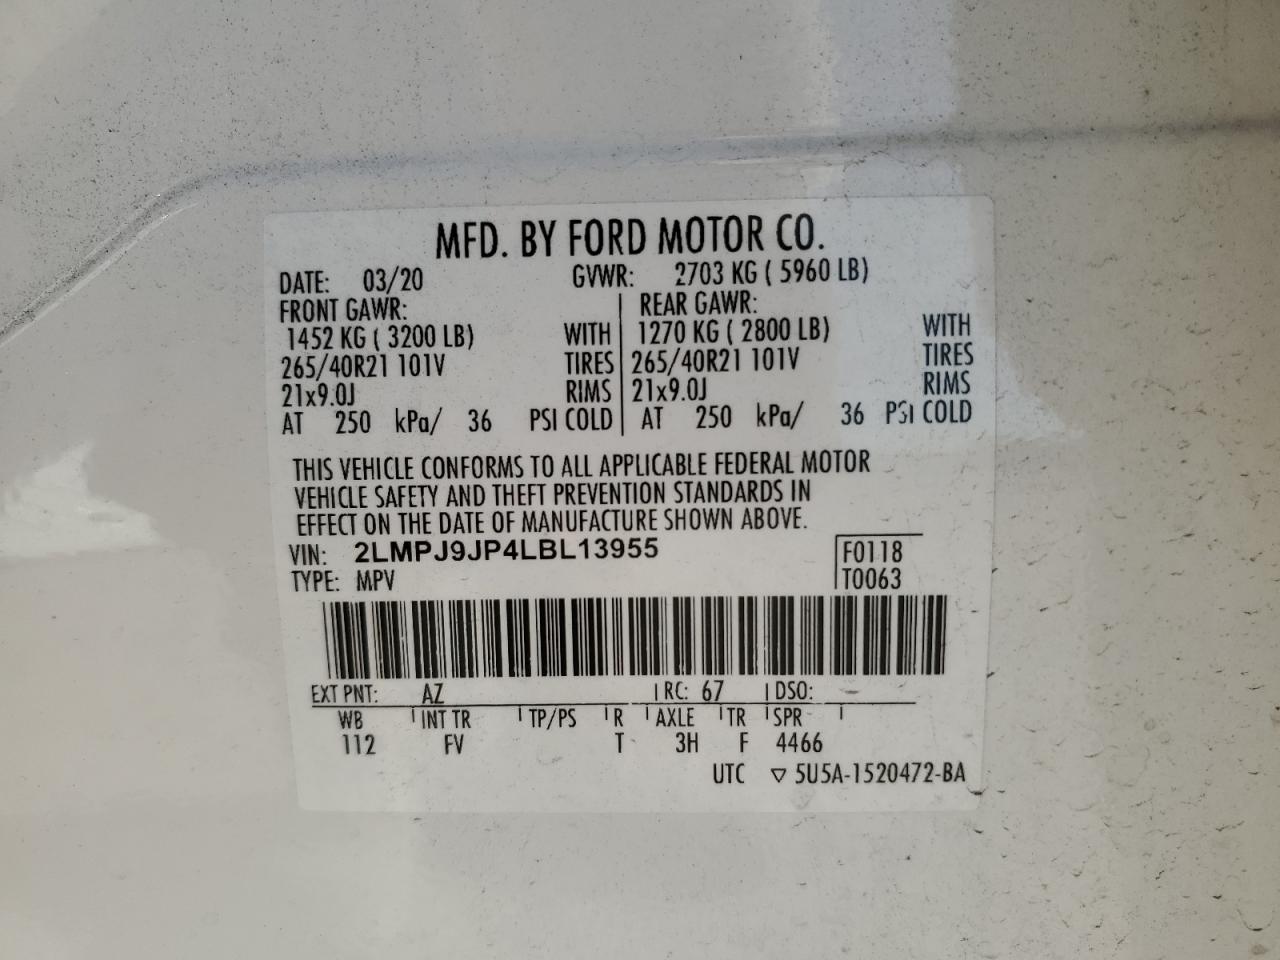 MFD. BY FORD MOTOR CO.
DATE: 03/20 GVWR: 2703 KG ( 5960 LB)
FRONT GAWR: REAR GAWR:
1452 KG ( 3200 LB) WITH 1270 KG ( 2800 LB) WITH
265/40R21 101V TIRES 265/40R21 101V TIRES
21x9.0J RIMS 21x9.0J RIMS
AT 250 kPa/ 36 PSI COLD AT 250 kPa/ 36 PSI COLD
THIS VEHICLE CONFORMS TO ALL APPLICABLE FEDERAL MOTOR
VEHICLE SAFETY AND THEFT PREVENTION STANDARDS IN
EFFECT ON THE DATE OF MANUFACTURE SHOWN ABOVE.
VIN: 2LMPJ9JP4LBL13955 F0118
TYPE: MPV T0063
EXT PNT: AZ RC: 67 DSO: -
WB INT TR TP/PS R AXLE TR SPR
112 FV T 3H F 4466
UTC ▽ 5U5A-1520472-BA